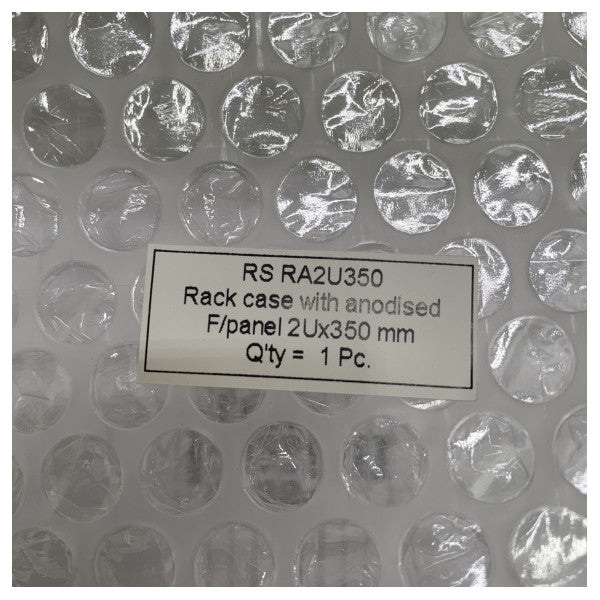 RS RA2U350
Rack case with anodised
F/panel 2Ux350 mm
Q'ty = 1 Pc.